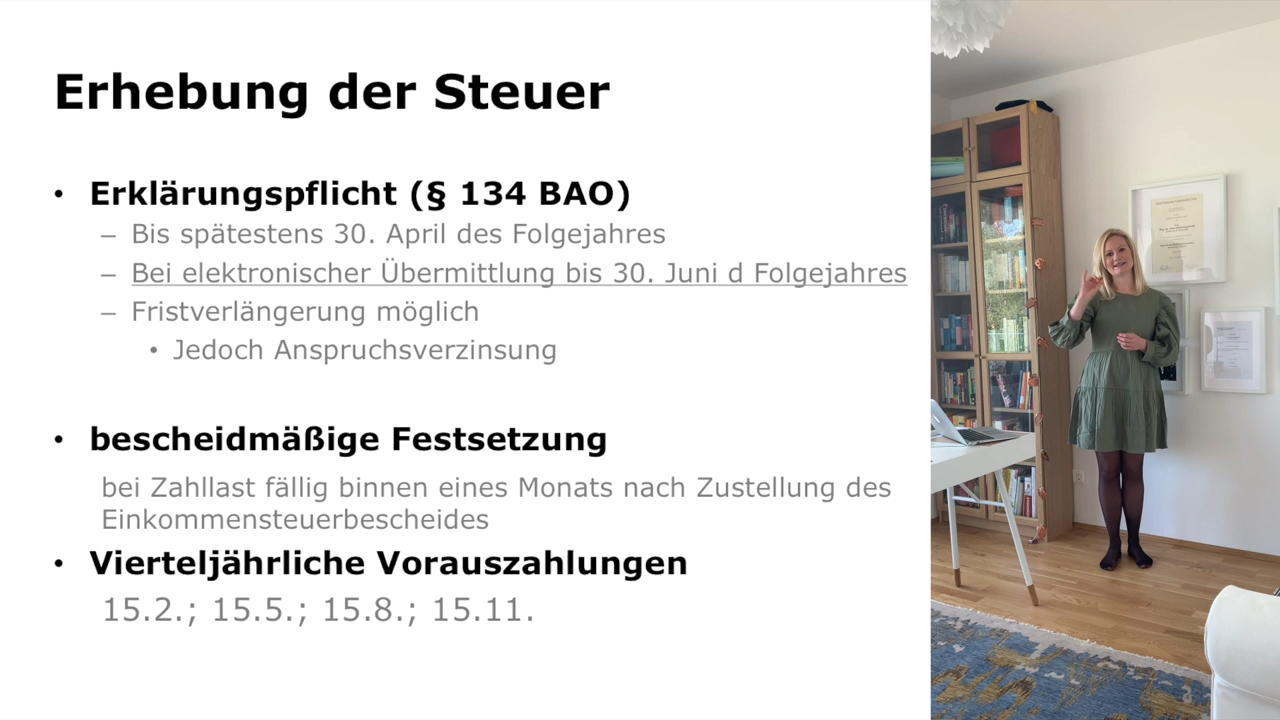 Erhebung der Steuer
• Erklärungspflicht (§ 134 BAO)
– Bis spätestens 30. April des Folgejahres
– Bei elektronischer Übermittlung bis 30. Juni d Folgejahres
– Fristverlängerung möglich
• Jedoch Anspruchsverzinsung
• bescheidmäßige Festsetzung
bei Zahllast fällig binnen eines Monats nach Zustellung des
Einkommensteuerbescheides
• Vierteljährliche Vorauszahlungen
15.2.; 15.5.; 15.8.; 15.11.